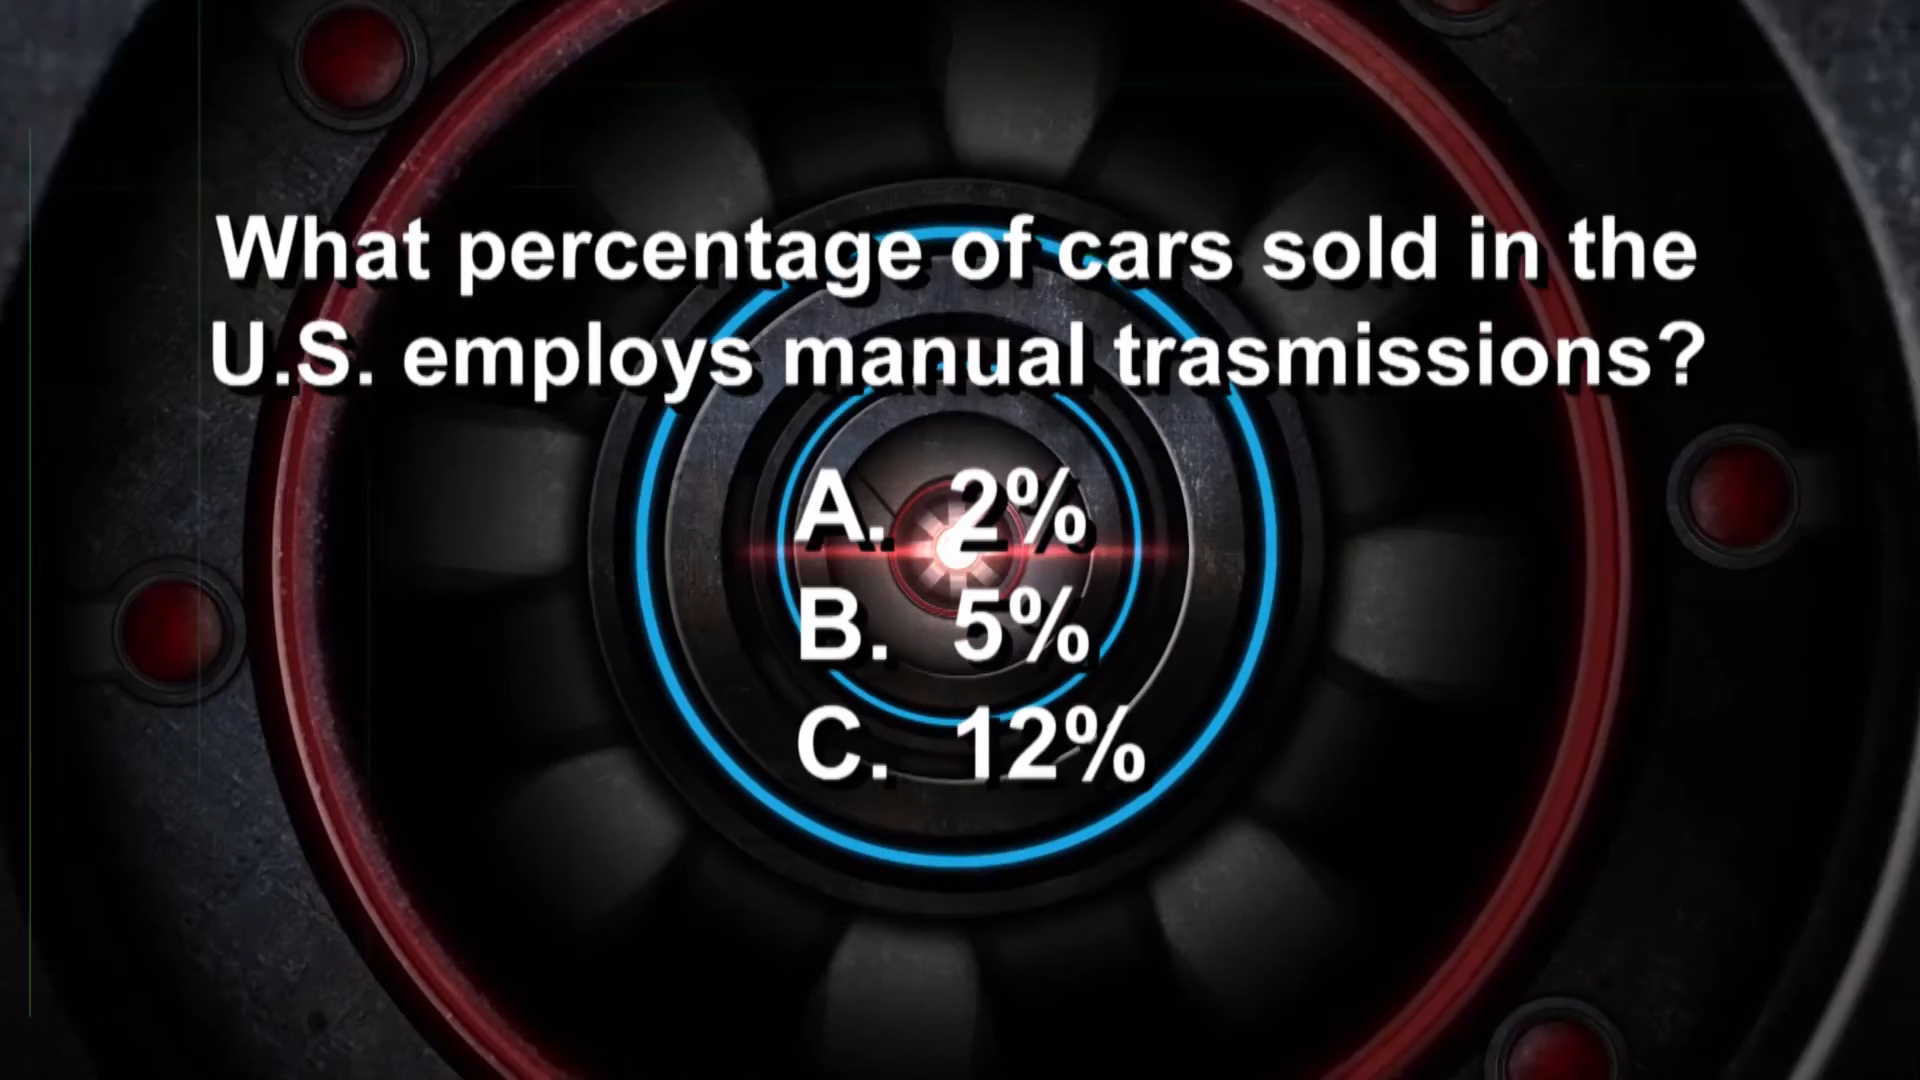 What percentage of cars sold in the
U.S. employs manual trasmissions?
A. 2%
B. 5%
C. 12%